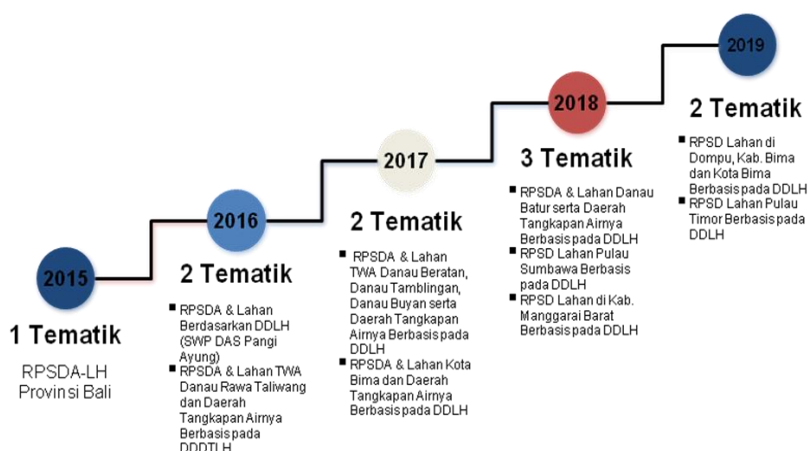 2015
1 Tematik
RPSDA-LH
Provinsi Bali
2016
2 Tematik
RPSDA & Lahan
Berdasarkan DDLH
(SWP DAS Pangi
Ayung)
RPSDA & Lahan TWA
Danau Rawa Taliwang
dan Daerah
Tangkapan Airnya
Berbasis pada
DDDTLH
2017
2 Tematik
RPSDA & Lahan
TWA Danau Beratan,
Danau Tamblingan,
Danau Buyan serta
Daerah Tangkapan
Airnya Berbasis pada
DDLH
RPSDA & Lahan Kota
Bima dan Daerah
Tangkapan Airnya
Berbasis pada DDLH
2018
3 Tematik
RPSDA & Lahan Danau
Batur serta Daerah
Tangkapan Airnya
Berbasis pada DDLH
RPSD Lahan Pulau
Sumbawa Berbasis
pada DDLH
RPSD Lahan di Kab.
Manggarai Barat
Berbasis pada DDLH
2019
2 Tematik
RPSD Lahan di
Dompu, Kab. Bima
dan Kota Bima
Berbasis pada DDLH
RPSD Lahan Pulau
Timor Berbasis pada
DDLH